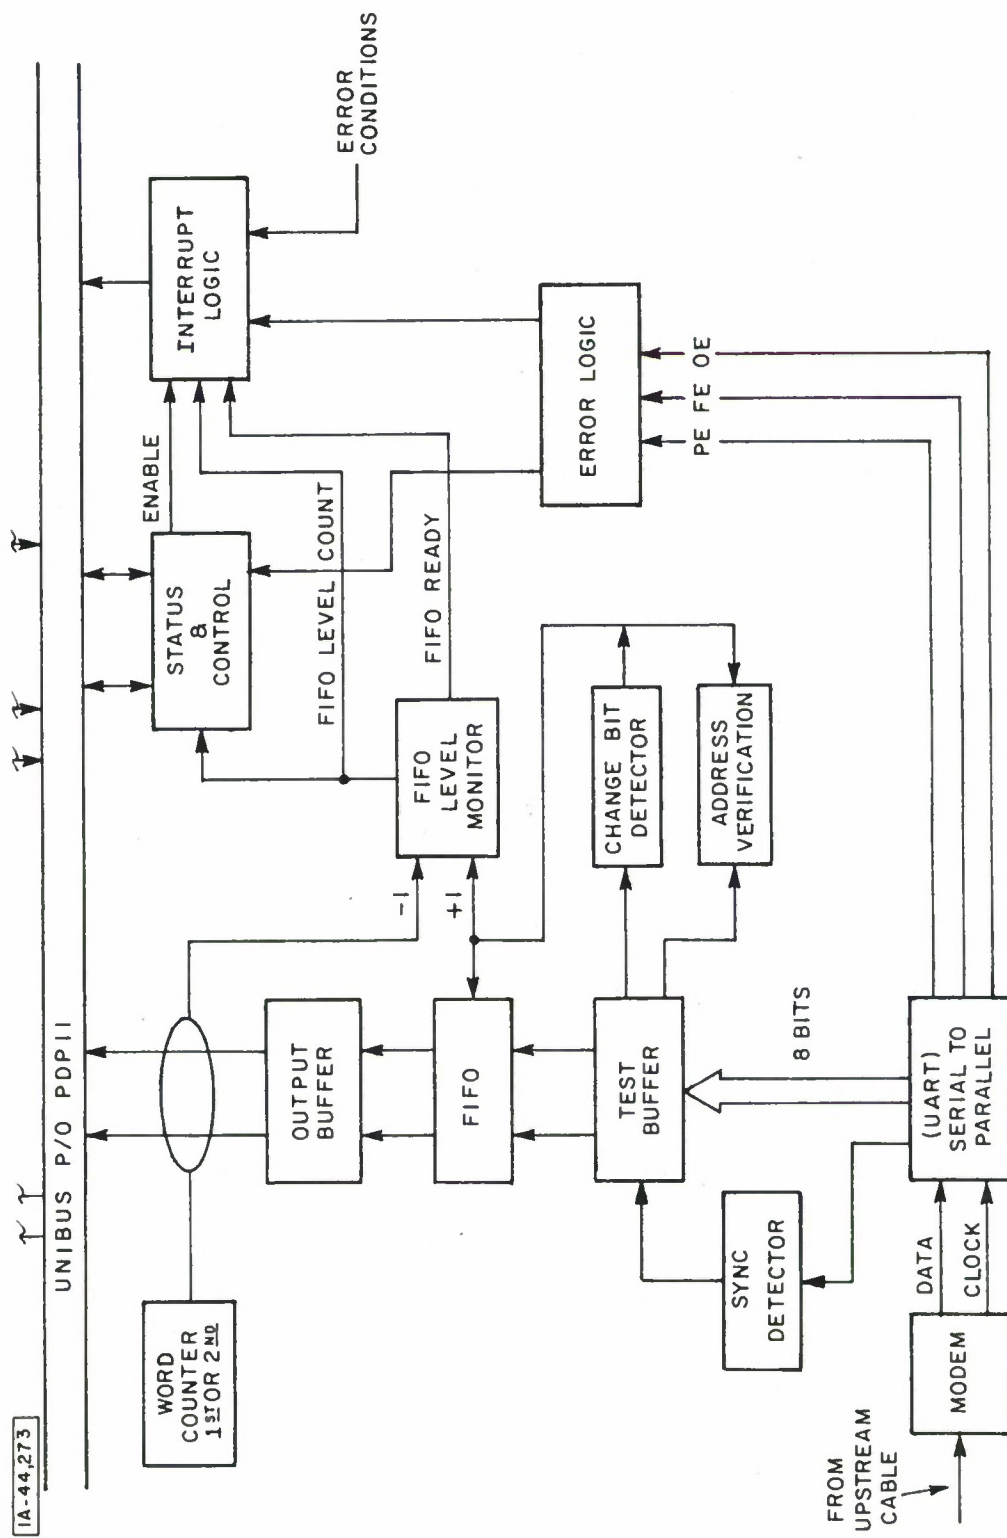 IA-44,273
UNIBUS P/O PDP11
WORD
COUNTER
1ST OR 2ND
OUTPUT
BUFFER
FIFO
TEST
BUFFER
SYNC
DETECTOR
(UART)
SERIAL TO
PARALLEL
8 BITS
DATA
CLOCK
MODEM
FROM
UPSTREAM
CABLE
-1
+1
FIFO
LEVEL
MONITOR
CHANGE BIT
DETECTOR
ADDRESS
VERIFICATION
STATUS
&
CONTROL
ENABLE
FIFO LEVEL COUNT
FIFO READY
INTERRUPT
LOGIC
ERROR
CONDITIONS
ERROR LOGIC
PE FE OE